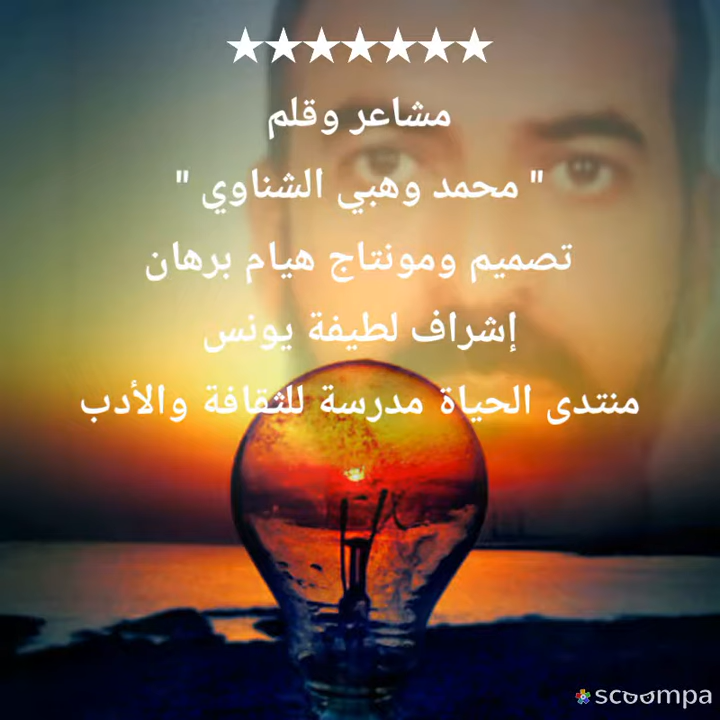 ★★★★★★★
مشاعر وقلم
" محمد وهبي الشناوي "
تصميم ومونتاج هيام برهان
إشراف لطيفة يونس
منتدى الحياة مدرسة للثقافة والأدب
scoompa